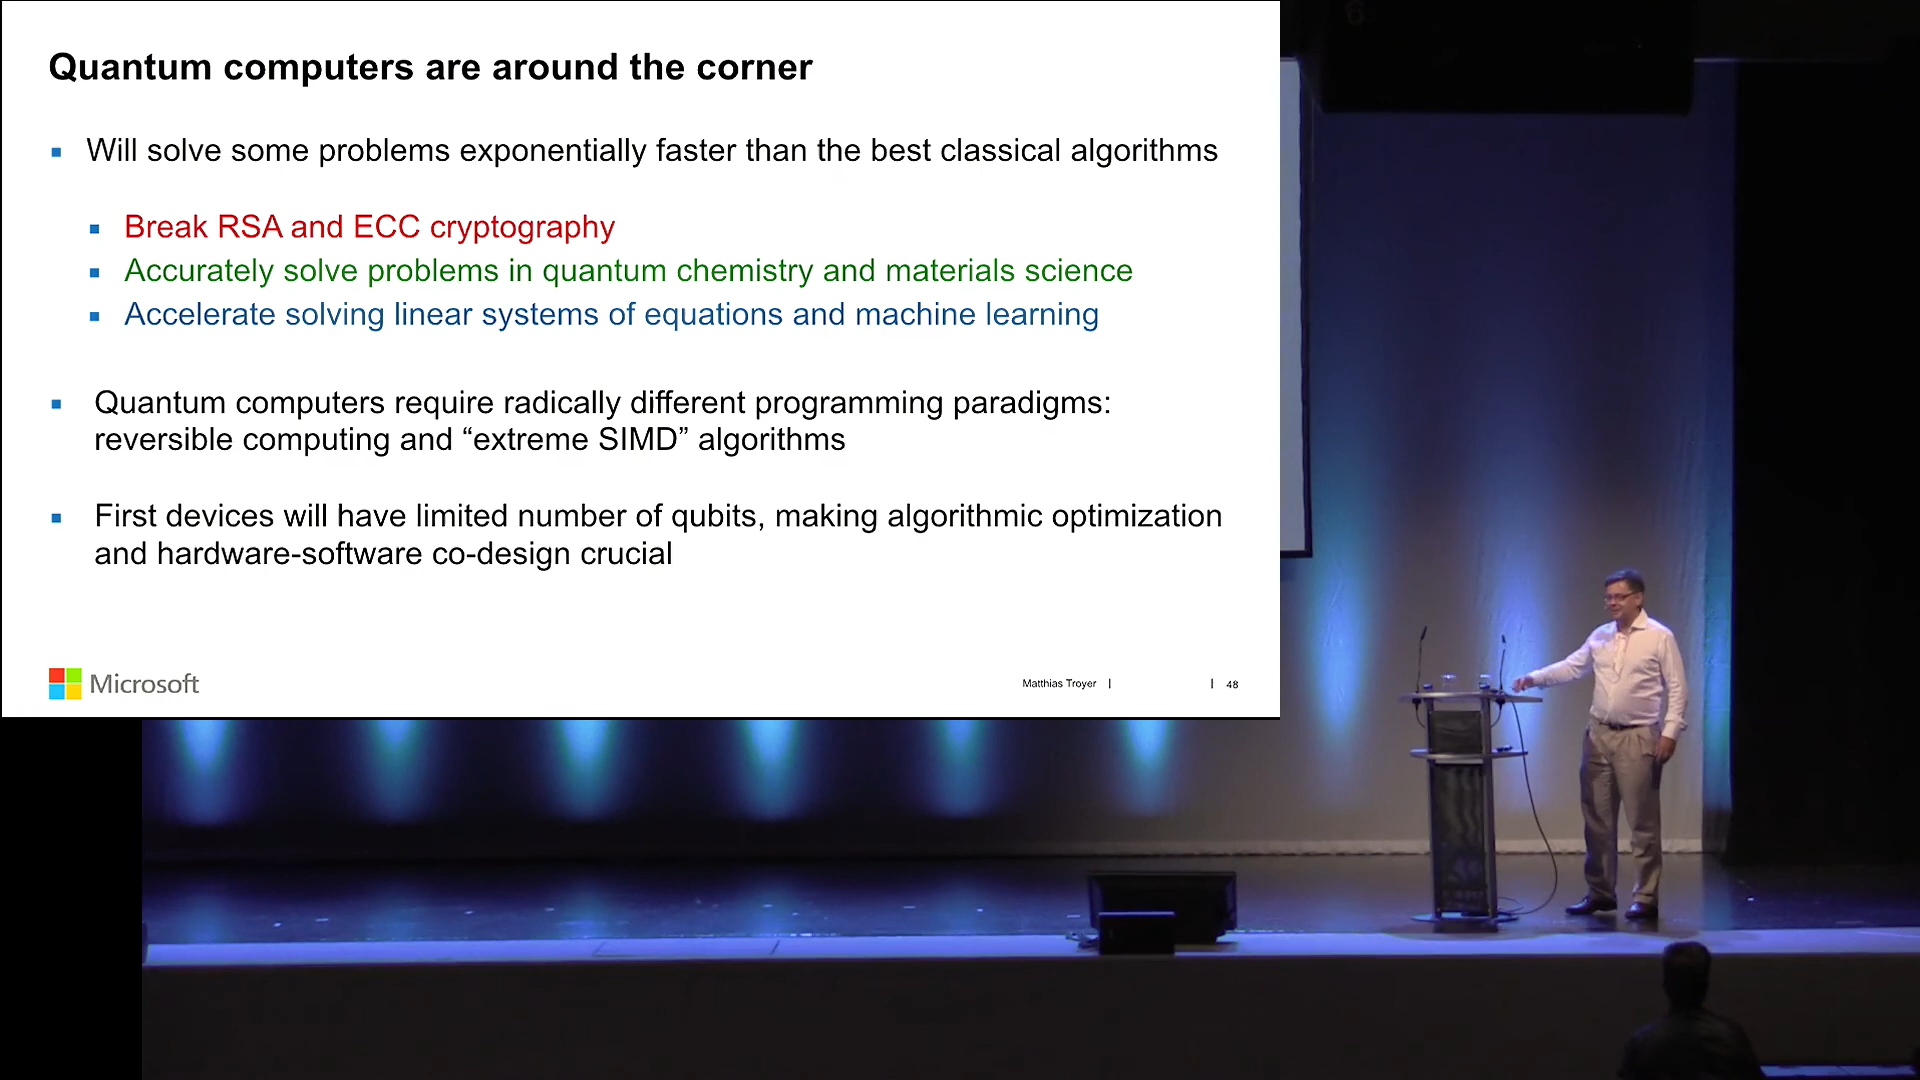 Quantum computers are around the corner
Will solve some problems exponentially faster than the best classical algorithms
Break RSA and ECC cryptography
Accurately solve problems in quantum chemistry and materials science
Accelerate solving linear systems of equations and machine learning
Quantum computers require radically different programming paradigms:
reversible computing and “extreme SIMD” algorithms
First devices will have limited number of qubits, making algorithmic optimization
and hardware-software co-design crucial
Microsoft
Matthias Troyer | | 48